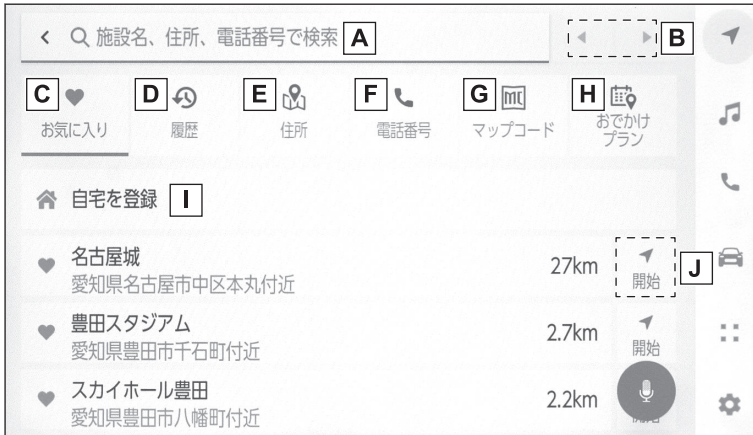 施設名、住所、電話番号で検索 A
B
C
D
E
F
G
H
お気に入り
履歴
住所
電話番号
マップコード
おでかけ
プラン
自宅を登録 I
名古屋城
愛知県名古屋市中区本丸付近
27km
開始
J
豊田スタジアム
愛知県豊田市千石町付近
2.7km
開始
スカイホール豊田
愛知県豊田市八幡町付近
2.2km